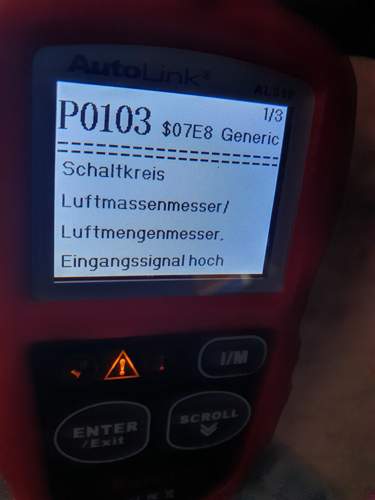 AutoLink
AL319
1/3
P0103 $07E8 Generic
Schaltkreis
Luftmassenmesser/
Luftmengenmesser.
Eingangssignal hoch
I/M
ENTER
/Exit
SCROLL